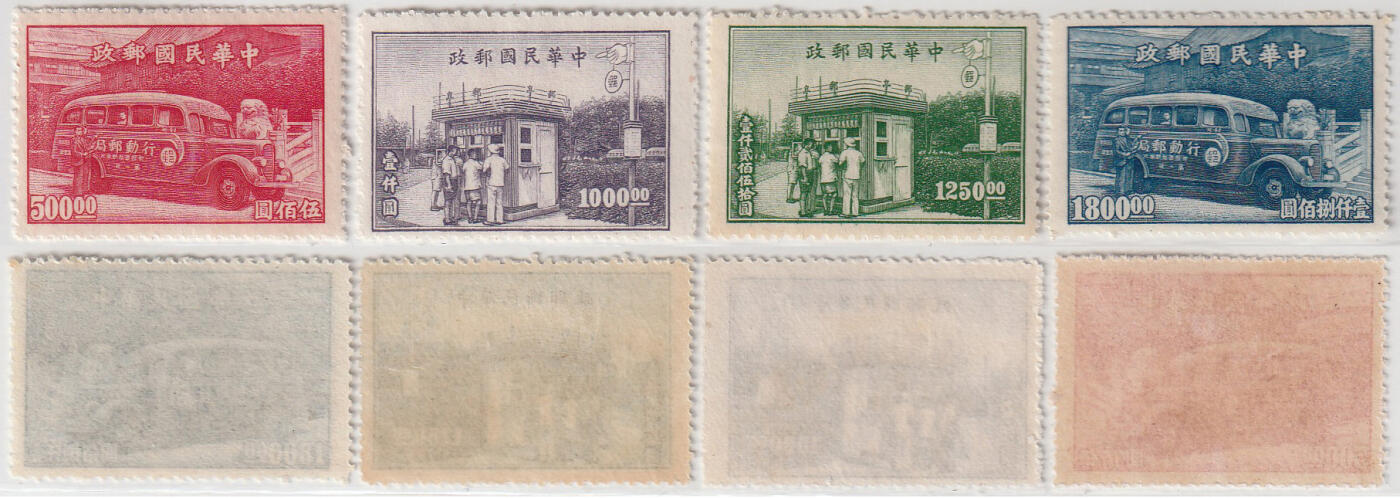 中華民國郵政
行動郵局
500.00
伍佰圓
中華民國郵政
郵亭
壹仟圓
1000.00
中華民國郵政
郵亭
壹仟貳佰伍拾圓
1250.00
中華民國郵政
行動郵局
1800.00
壹仟捌佰圓